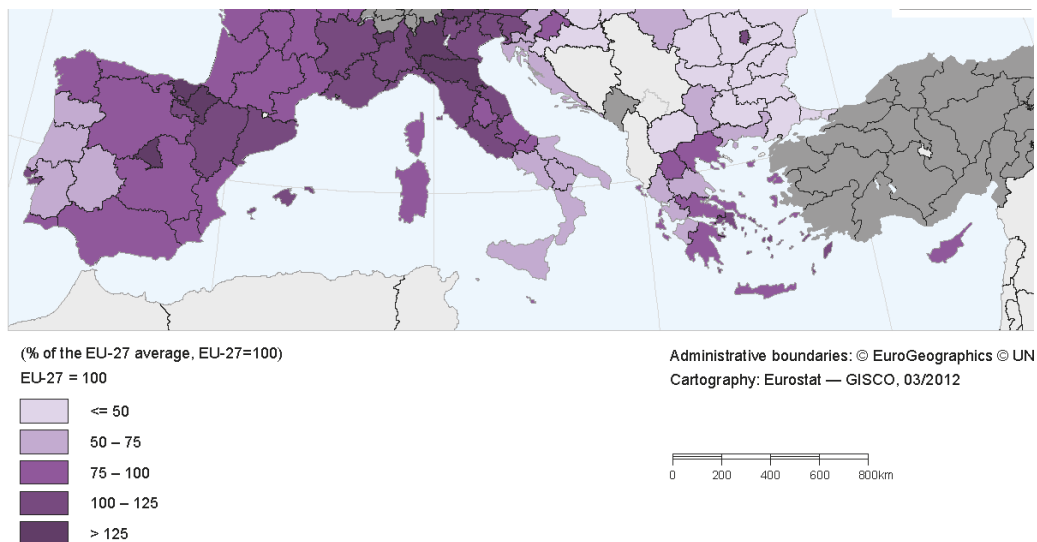 (% of the EU-27 average, EU-27=100)
EU-27 = 100
<= 50
50 – 75
75 – 100
100 – 125
> 125
Administrative boundaries: © EuroGeographics © UN
Cartography: Eurostat — GISCO, 03/2012
0 200 400 600 800km